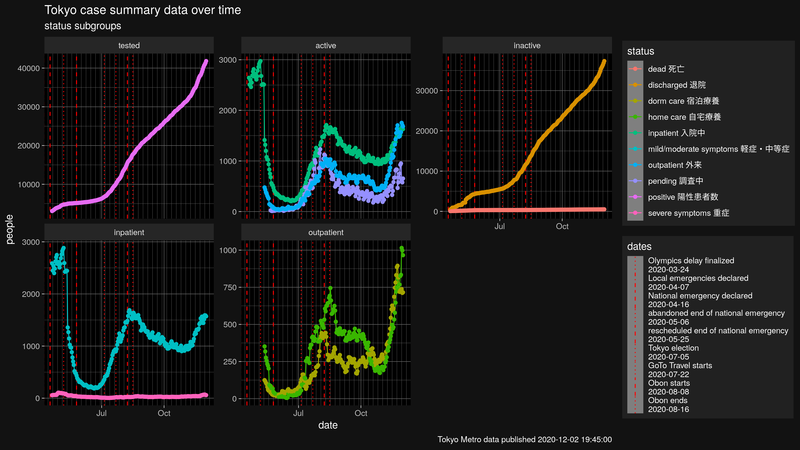 Tokyo case summary data over time
status subgroups
tested
active
inactive
40000
30000
20000
10000
0
3000
2000
1000
0
30000
20000
10000
0
Jul
Oct
inpatient
outpatient
3000
2000
1000
0
1000
750
500
250
0
Jul
Oct
Jul
Oct
people
date
status
dead 死亡
discharged 退院
dorm care 宿泊療養
home care 自宅療養
inpatient 入院中
mild/moderate symptoms 軽症・中等症
outpatient 外来
pending 調査中
positive 陽性患者数
severe symptoms 重症
dates
Olympics delay finalized
2020-03-24
Local emergencies declared
2020-04-07
National emergency declared
2020-04-16
abandoned end of national emergency
2020-05-06
rescheduled end of national emergency
2020-05-25
Tokyo election
2020-07-05
GoTo Travel starts
2020-07-22
Obon starts
2020-08-08
Obon ends
2020-08-16
Tokyo Metro data published 2020-12-02 19:45:00